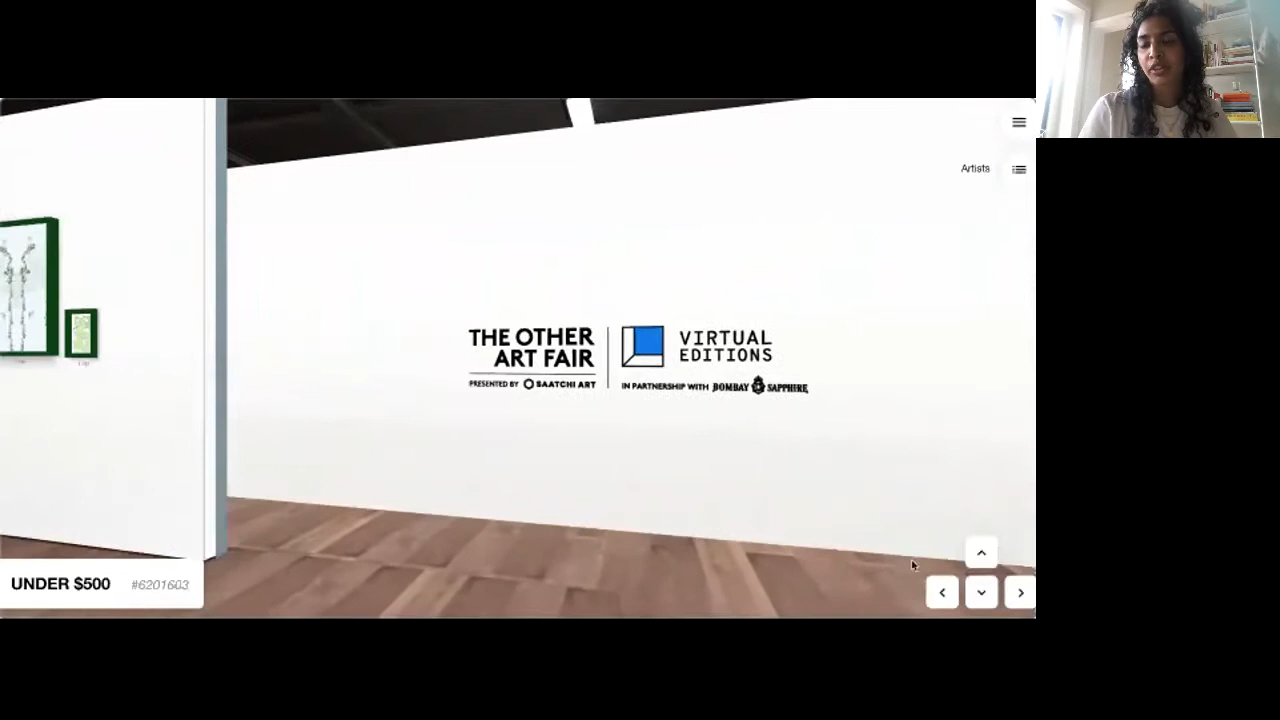 Artists
THE OTHER
ART FAIR
PRESENTED BY SAATCHI ART
VIRTUAL
EDITIONS
IN PARTNERSHIP WITH BOMBAY SAPPHIRE
UNDER $500 #6201603